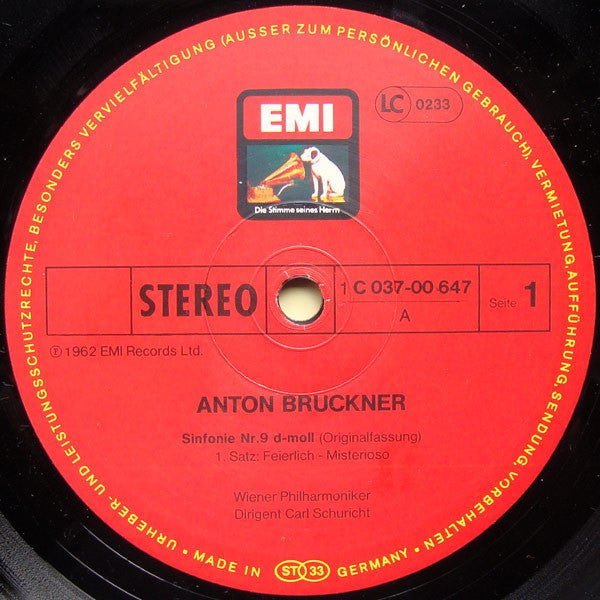 URHEBER- UND LEISTUNGSSCHUTZRECHTE, BESONDERS VERVIELFÄLTIGUNG (AUSSER ZUM PERSÖNLICHEN GEBRAUCH), VERMIETUNG, AUFFÜHRUNG, SENDUNG, VORBEHALTEN
EMI
LC 0233
Die Stimme seines Herrn
STEREO
1 C 037-00 647
A
Seite 1
Ⓟ 1962 EMI Records Ltd.
ANTON BRUCKNER
Sinfonie Nr. 9 d-moll (Originalfassung)
1. Satz: Feierlich - Misterioso
Wiener Philharmoniker
Dirigent Carl Schuricht
• MADE IN ST 33 GERMANY •